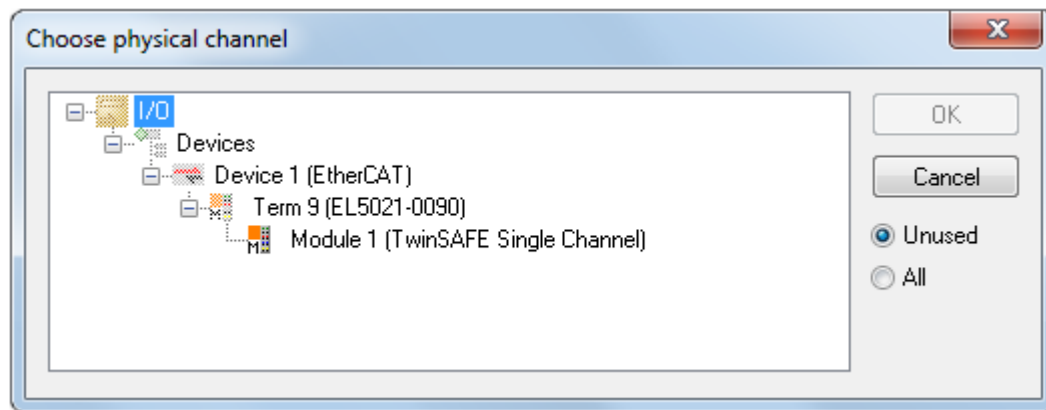 Choose physical channel
I/O
OK
Devices
Device 1 (EtherCAT)
Cancel
Term 9 (EL5021-0090)
Module 1 (TwinSAFE Single Channel)
Unused
All